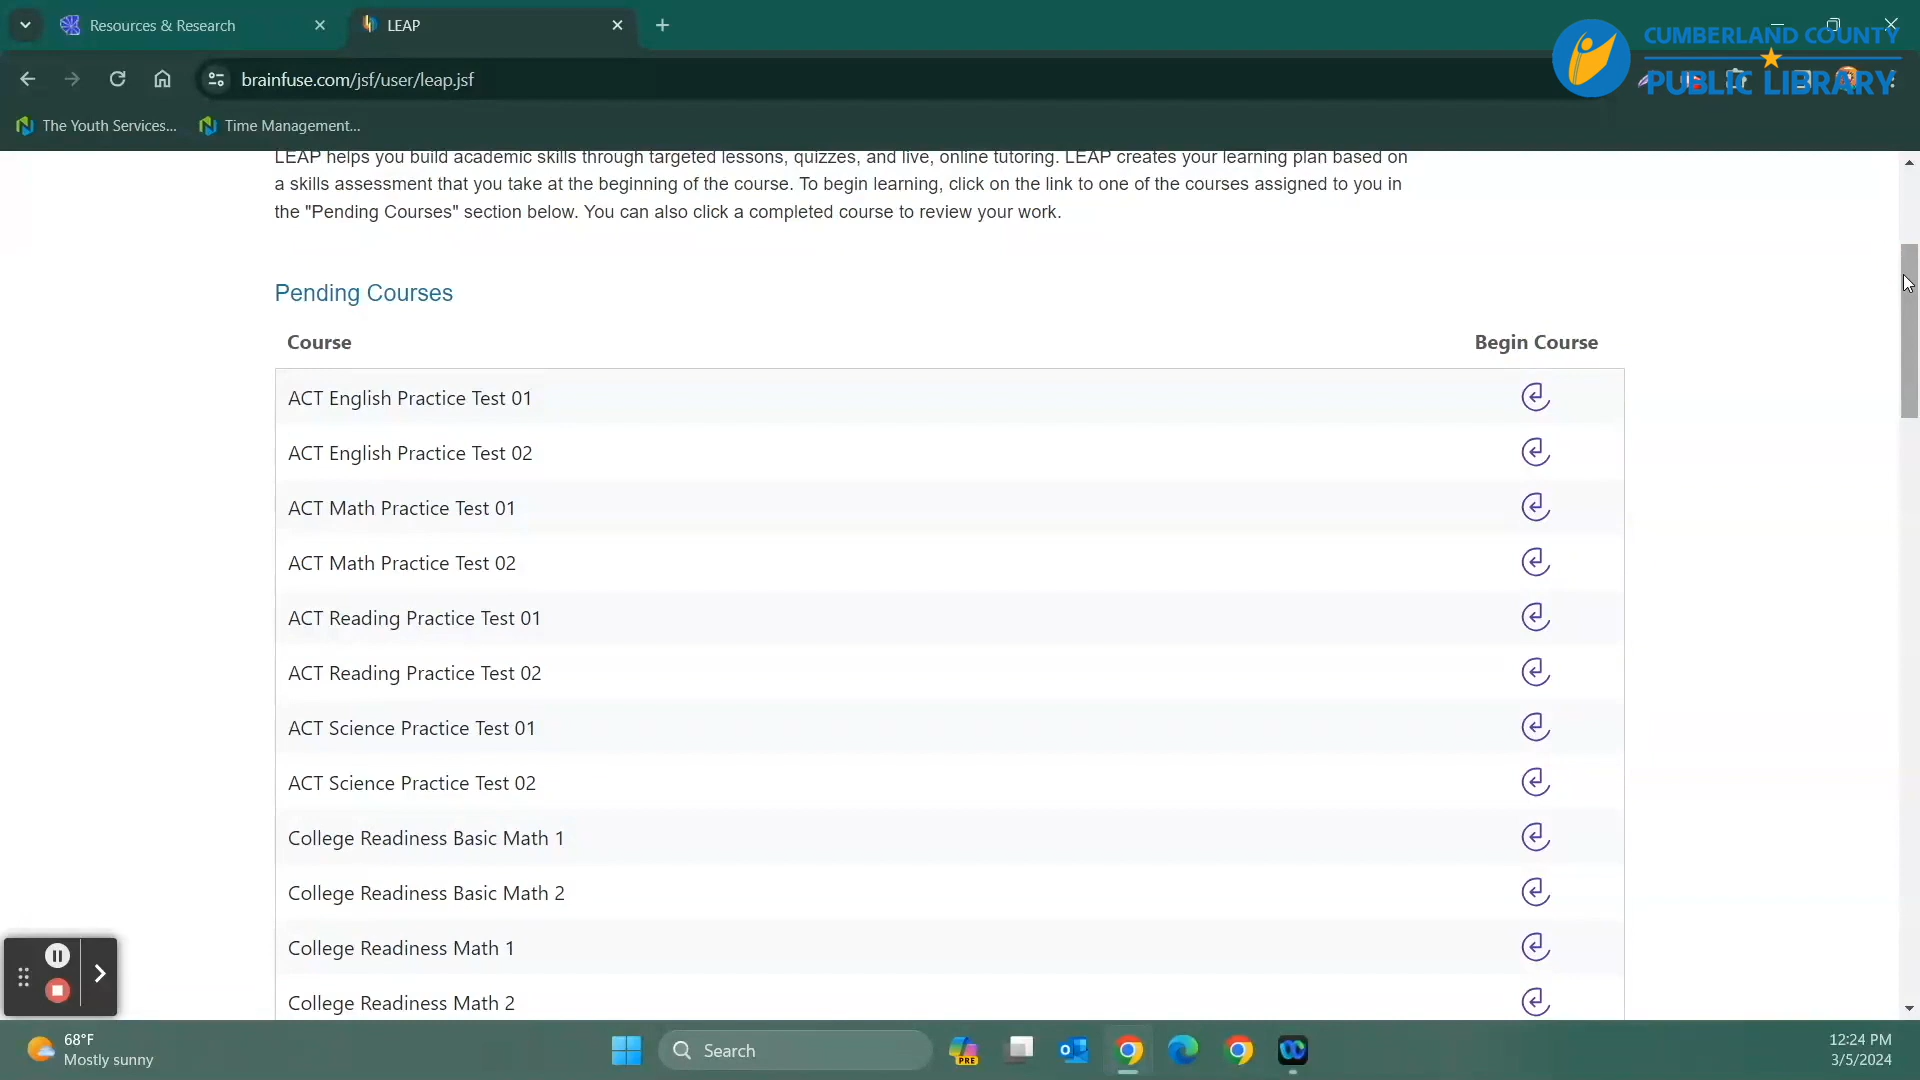 Resources & Research
LEAP
brainfuse.com/jsf/user/leap.jsf
CUMBERLAND COUNTY
PUBLIC LIBRARY
The Youth Services...
Time Management...
LEAP helps you build academic skills through targeted lessons, quizzes, and live, online tutoring. LEAP creates your learning plan based on
a skills assessment that you take at the beginning of the course. To begin learning, click on the link to one of the courses assigned to you in
the "Pending Courses" section below. You can also click a completed course to review your work.
Pending Courses
Course Begin Course
ACT English Practice Test 01
ACT English Practice Test 02
ACT Math Practice Test 01
ACT Math Practice Test 02
ACT Reading Practice Test 01
ACT Reading Practice Test 02
ACT Science Practice Test 01
ACT Science Practice Test 02
College Readiness Basic Math 1
College Readiness Basic Math 2
College Readiness Math 1
College Readiness Math 2
68°F
Mostly sunny
Search
PRE
12:24 PM
3/5/2024